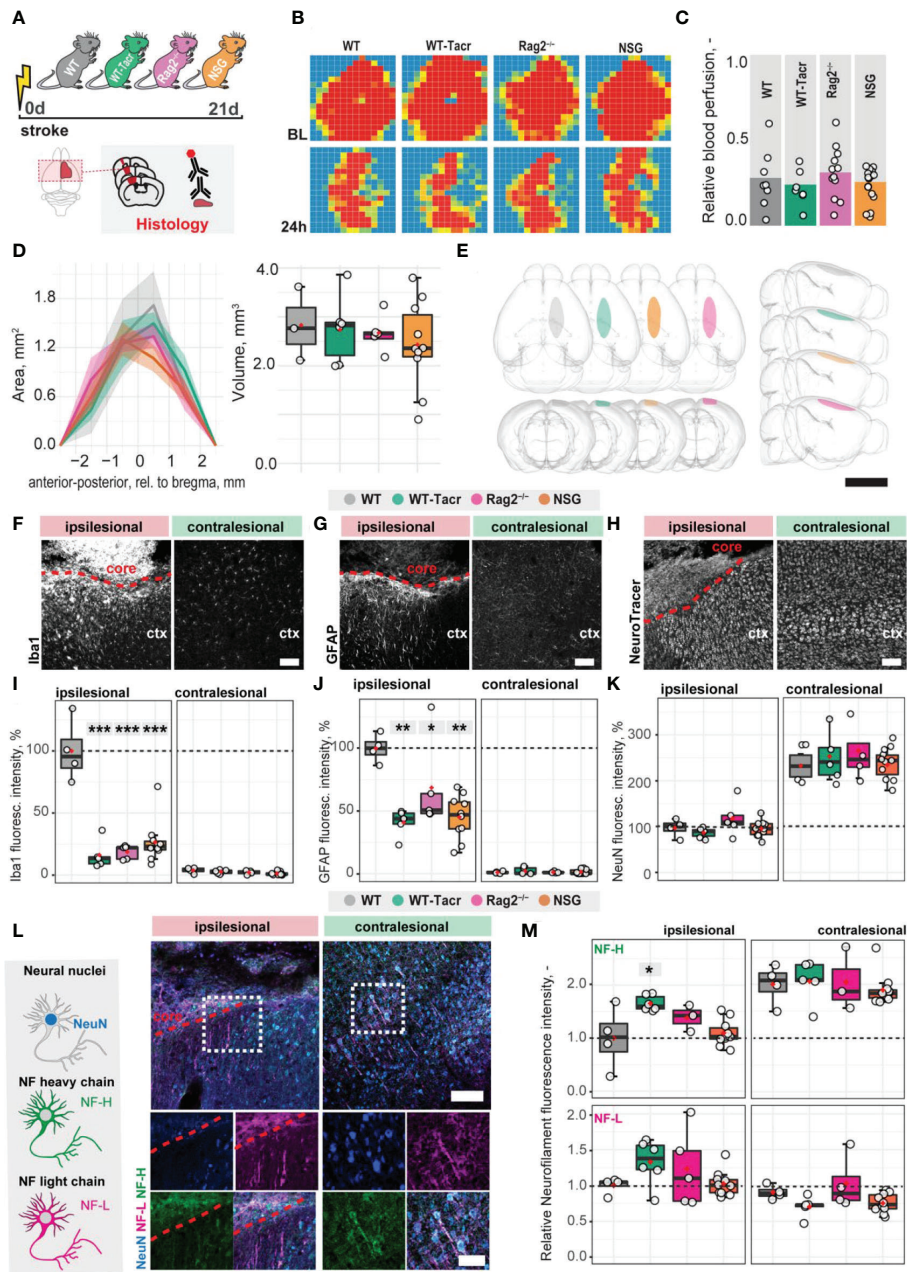 A
WT
WT-Tacr
Rag2⁻/⁻
NSG
0d
21d
stroke
Histology
B
WT
WT-Tacr
Rag2⁻/⁻
NSG
BL
24h
C
Relative blood perfusion, -
1.0
0.5
0.0
WT
WT-Tacr
Rag2⁻/⁻
NSG
D
Area, mm²
1.8
1.2
0.6
0.0
−2 −1 0 1 2
anterior-posterior, rel. to bregma, mm
Volume, mm³
4.0
2.0
0.0
E
WT WT-Tacr Rag2⁻/⁻ NSG
F
ipsilesional
contralesional
Iba1
core
ctx
ctx
G
ipsilesional
contralesional
GFAP
core
ctx
ctx
H
ipsilesional
contralesional
NeuroTracer
core
ctx
ctx
I
ipsilesional
contralesional
Iba1 fluoresc. intensity, %
100
50
0
*** *** ***
J
ipsilesional
contralesional
GFAP fluoresc. intensity, %
100
50
0
** * **
K
ipsilesional
contralesional
NeuN fluoresc. intensity, %
300
200
100
0
WT WT-Tacr Rag2⁻/⁻ NSG
L
ipsilesional
contralesional
Neural nuclei
NeuN
NF heavy chain
NF-H
NF light chain
NF-L
core
NeuN NF-L NF-H
M
ipsilesional
contralesional
Relative Neurofilament fluorescence intensity, -
NF-H
*
2.0
1.0
0.0
NF-L
2.0
1.5
1.0
0.5
0.0